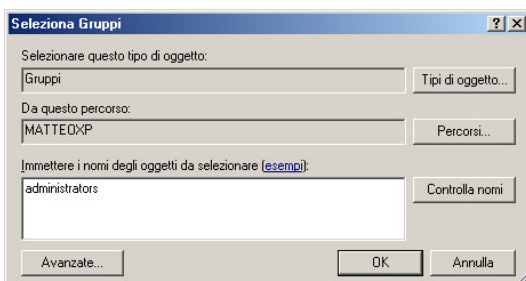 Seleziona Gruppi
Selezionare questo tipo di oggetto:
Gruppi
Tipi di oggetto...
Da questo percorso:
MATTEOXP
Percorsi...
Immettere i nomi degli oggetti da selezionare (esempi):
administrators
Controlla nomi
Avanzate...
OK
Annulla